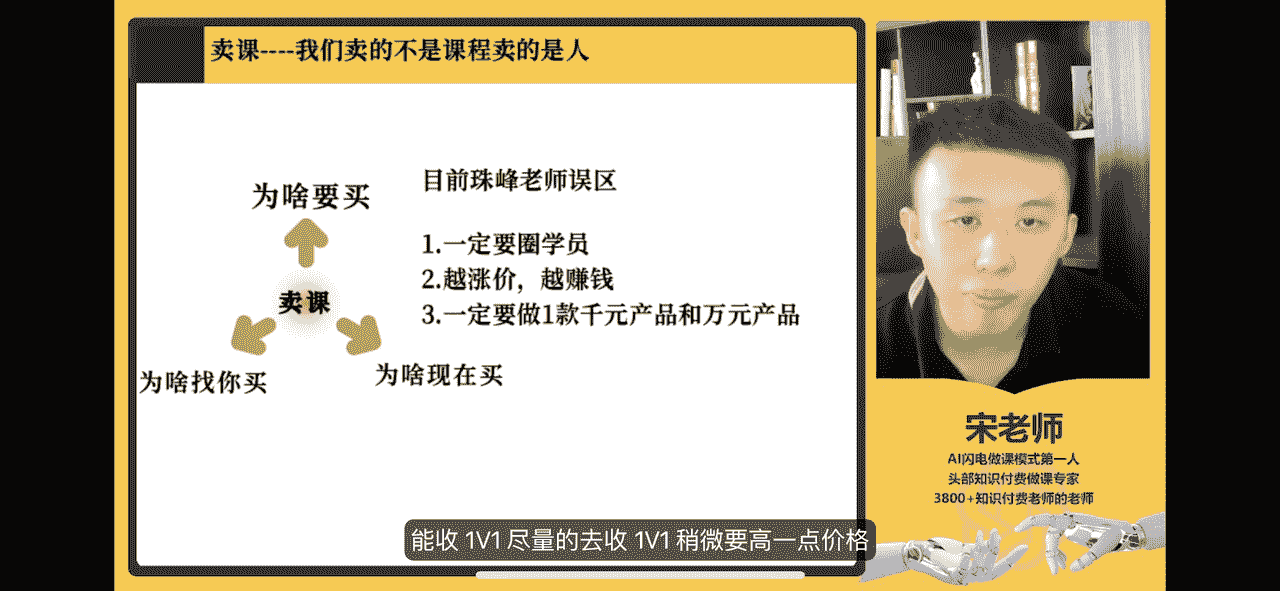 卖课----我们卖的不是课程卖的是人
为啥要买
卖课
为啥找你买
为啥现在买
目前珠峰老师误区
1.一定要圈学员
2.越涨价，越赚钱
3.一定要做1款千元产品和万元产品
宋老师
AI闪电做课模式第一人
头部知识付费做课专家
3800+知识付费老师的老师
能收 1V1 尽量的去收 1V1 稍微要高一点价格